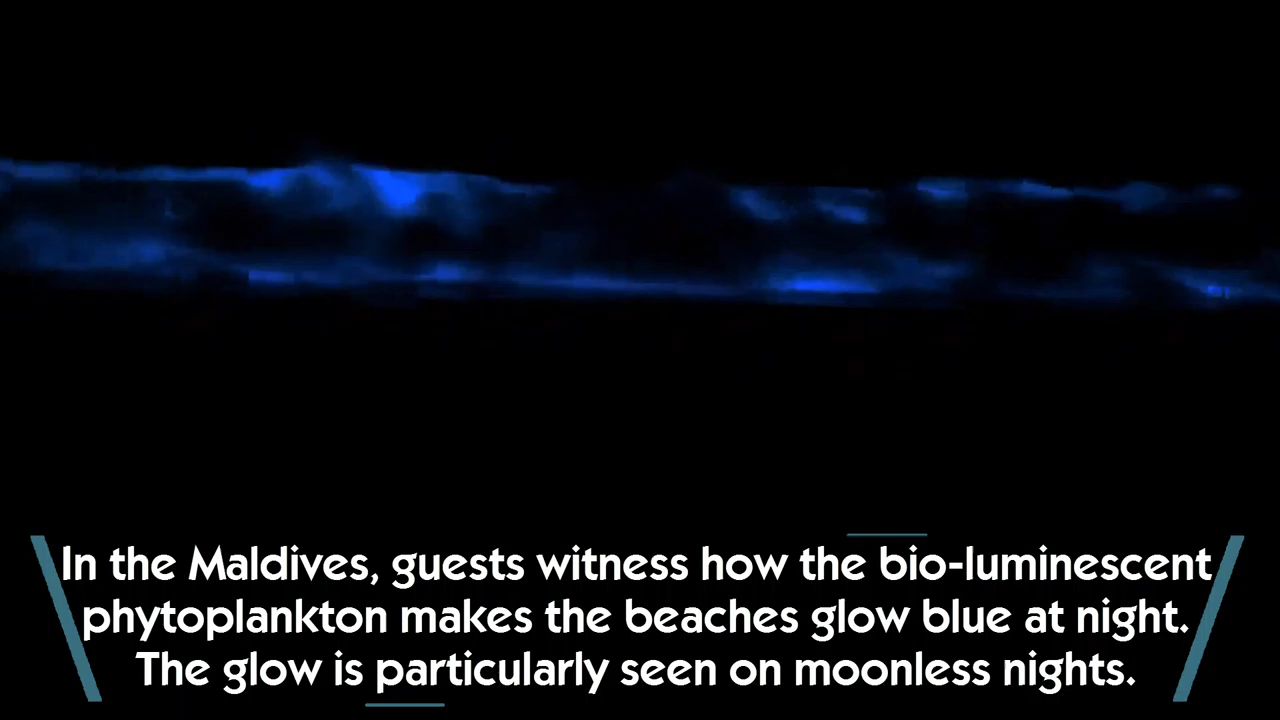 In the Maldives, guests witness how the bio-luminescent
phytoplankton makes the beaches glow blue at night.
The glow is particularly seen on moonless nights.